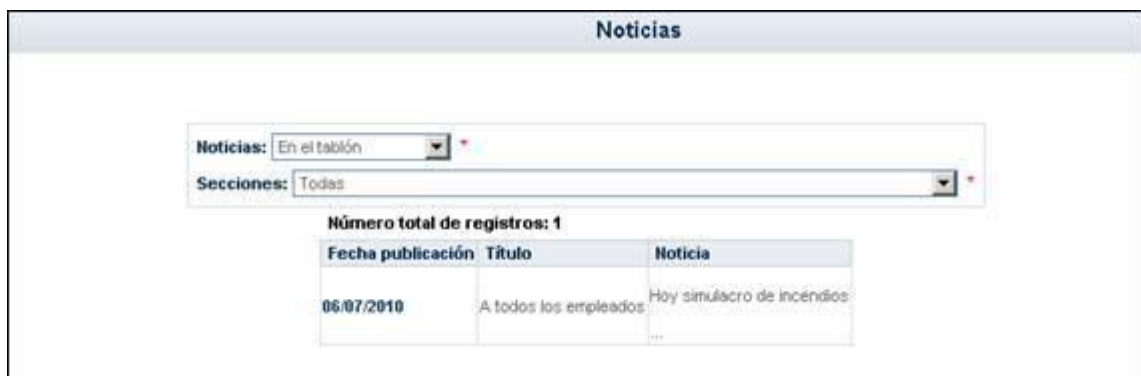 Noticias
Noticias: En el tablón *
Secciones: Todas *
Número total de registros: 1
Fecha publicación Título Noticia
06/07/2010 A todos los empleados Hoy simulacro de incendios
...